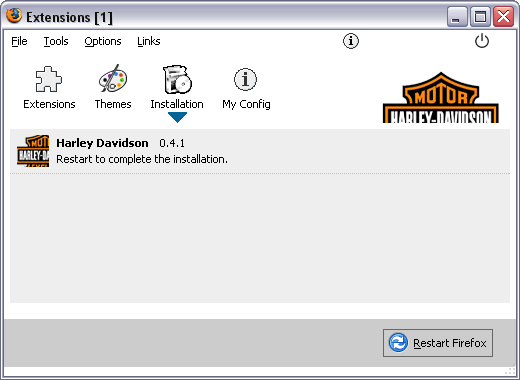 Extensions [1]
File Tools Options Links
Extensions Themes Installation My Config
MOTOR
HARLEY-DAVIDSON
Harley Davidson 0.4.1
Restart to complete the installation.
Restart Firefox